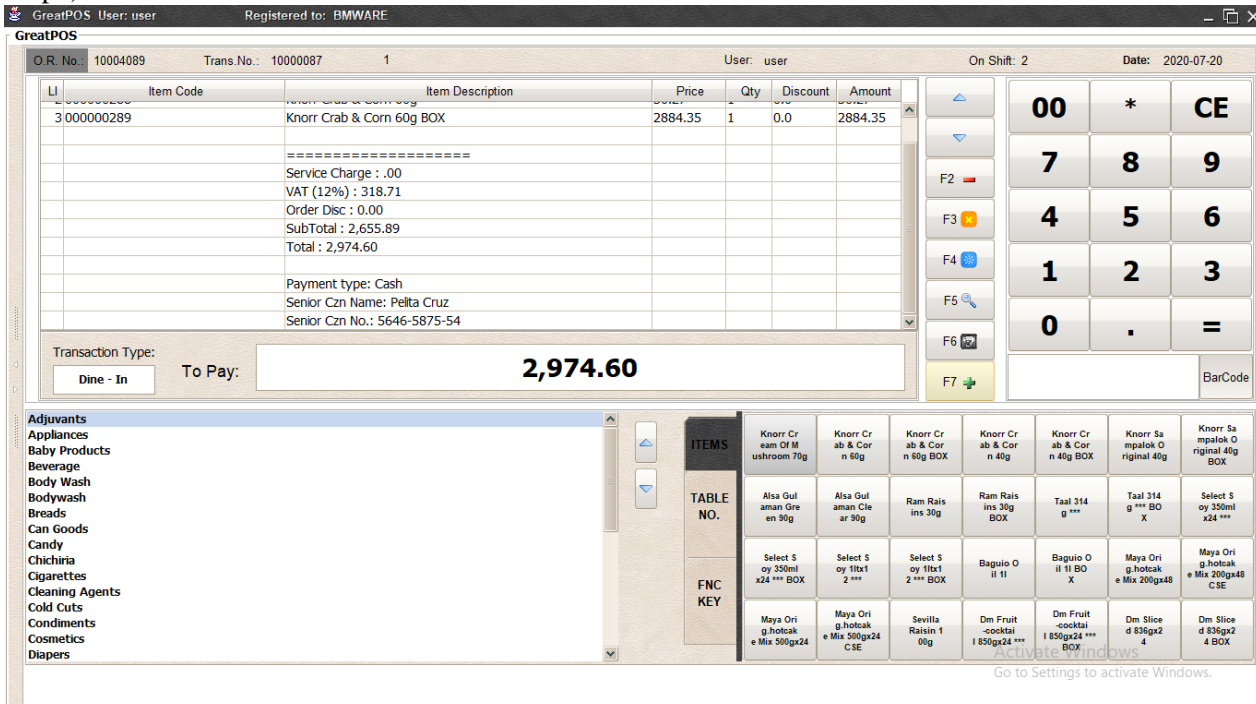 GreatPOS User: user Registered to: BMWARE
GreatPOS
O.R. No.: 10004089 Trans.No.: 10000087 1 User: user On Shift: 2 Date: 2020-07-20
LI Item Code Item Description Price Qty Discount Amount
3 000000289 Knorr Crab & Corn 60g BOX 2884.35 1 0.0 2884.35
=====================
Service Charge : .00
VAT (12%) : 318.71
Order Disc : 0.00
SubTotal : 2,655.89
Total : 2,974.60
Payment type: Cash
Senior Czn Name: Pelita Cruz
Senior Czn No.: 5646-5875-54
Transaction Type:
Dine - In
To Pay: 2,974.60
F2
F3
F4
F5
F6
F7
00 * CE
7 8 9
4 5 6
1 2 3
0 . =
BarCode
Adjuvants
Appliances
Baby Products
Beverage
Body Wash
Bodywash
Breads
Can Goods
Candy
Chichiria
Cigarettes
Cleaning Agents
Cold Cuts
Condiments
Cosmetics
Diapers
ITEMS
TABLE
NO.
FNC
KEY
Knorr Cr
eam Of M
ushroom 70g
Knorr Cr
ab & Cor
n 60g
Knorr Cr
ab & Cor
n 60g BOX
Knorr Cr
ab & Cor
n 40g
Knorr Cr
ab & Cor
n 40g BOX
Knorr Sa
mpalok O
riginal 40g
Knorr Sa
mpalok O
riginal 40g
BOX
Alsa Gul
aman Gre
en 90g
Alsa Gul
aman Cle
ar 90g
Ram Rais
ins 30g
Ram Rais
ins 30g
BOX
Taal 314
g ***
Taal 314
g *** BO
X
Select S
oy 350ml
x24 ***
Select S
oy 350ml
x24 *** BOX
Select S
oy 1ltx1
2 ***
Select S
oy 1ltx1
2 *** BOX
Baguio O
il 1l
Baguio O
il 1l BO
X
Maya Ori
g.hotcak
e Mix 200gx48
Maya Ori
g.hotcak
e Mix 200gx48
CSE
Maya Ori
g.hotcak
e Mix 500gx24
Maya Ori
g.hotcak
e Mix 500gx24
CSE
Sevilla
Raisin 1
00g
Dm Fruit
-cocktai
l 850gx24 ***
Dm Fruit
-cocktai
l 850gx24 ***
BOX
Dm Slice
d 836gx2
4
Dm Slice
d 836gx2
4 BOX
Activate Windows
Go to Settings to activate Windows.